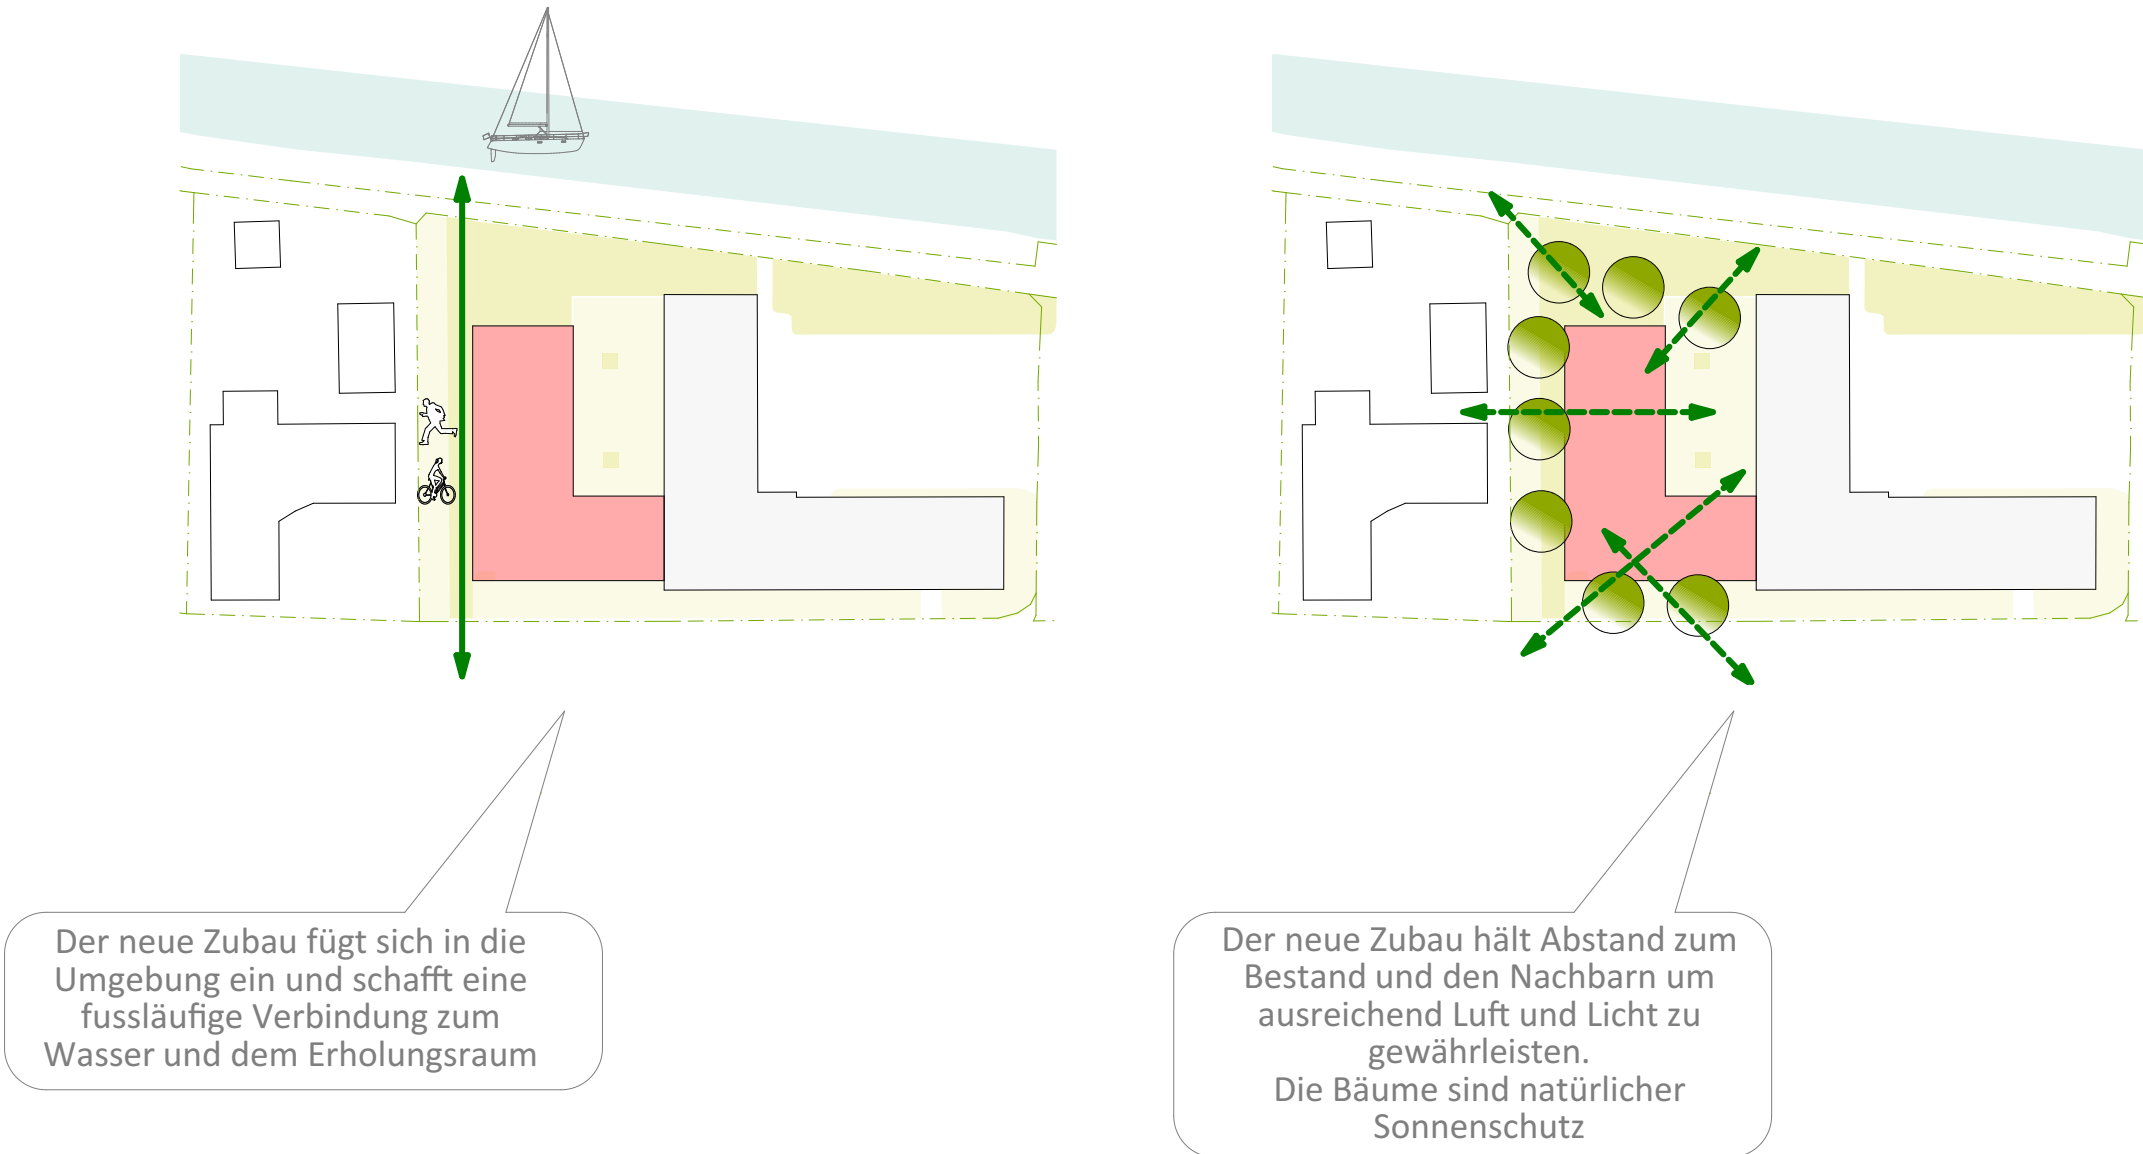 Der neue Zubau fügt sich in die
Umgebung ein und schafft eine
fussläufige Verbindung zum
Wasser und dem Erholungsraum
Der neue Zubau hält Abstand zum
Bestand und den Nachbarn um
ausreichend Luft und Licht zu
gewährleisten.
Die Bäume sind natürlicher
Sonnenschutz